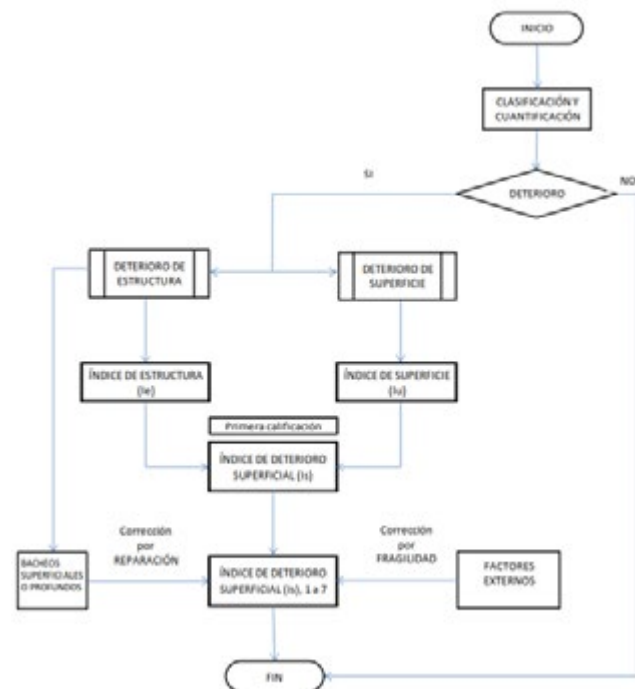 INICIO
CLASIFICACIÓN Y
CUANTIFICACIÓN
SI
NO
DETERIORO
DETERIORO DE
ESTRUCTURA
DETERIORO DE
SUPERFICIE
ÍNDICE DE ESTRUCTURA
(Ie)
ÍNDICE DE SUPERFICIE
(Iu)
Primera calificación
ÍNDICE DE DETERIORO
SUPERFICIAL (Is)
Corrección
por
REPARACIÓN
Corrección
por
FRAGILIDAD
BACHEOS
SUPERFICIALES
O PROFUNDOS
ÍNDICE DE DETERIORO
SUPERFICIAL (Is), 1 a 7
FACTORES
EXTERNOS
FIN